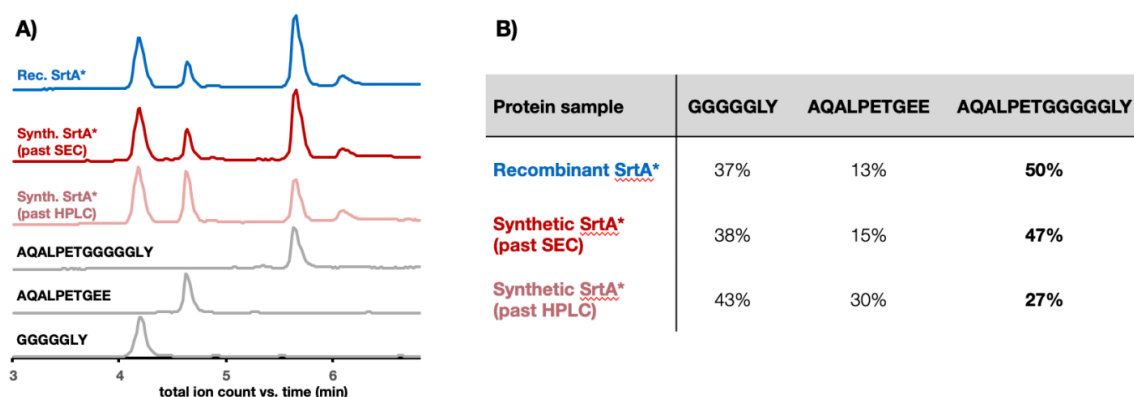 A)
Rec. SrtA*
Synth. SrtA*
(past SEC)
Synth. SrtA*
(past HPLC)
AQALPETGGGGGLY
AQALPETGEE
GGGGGLY
3 4 5 6
total ion count vs. time (min)
B)
Protein sample GGGGGLY AQALPETGEE AQALPETGGGGGLY
Recombinant SrtA* 37% 13% 50%
Synthetic SrtA*
(past SEC) 38% 15% 47%
Synthetic SrtA*
(past HPLC) 43% 30% 27%